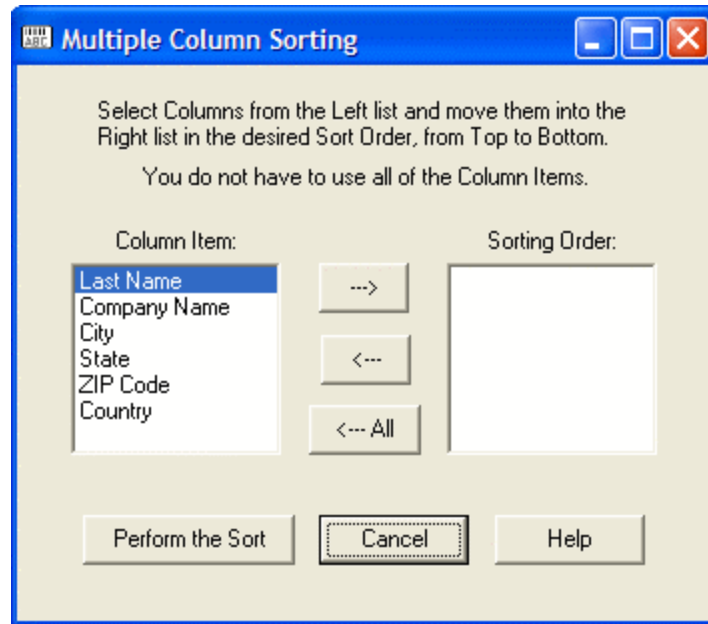 Multiple Column Sorting
Select Columns from the Left list and move them into the
Right list in the desired Sort Order, from Top to Bottom.
You do not have to use all of the Column Items.
Column Item:
Sorting Order:
Last Name
Company Name
City
State
ZIP Code
Country
--->
<---
<--- All
Perform the Sort
Cancel
Help